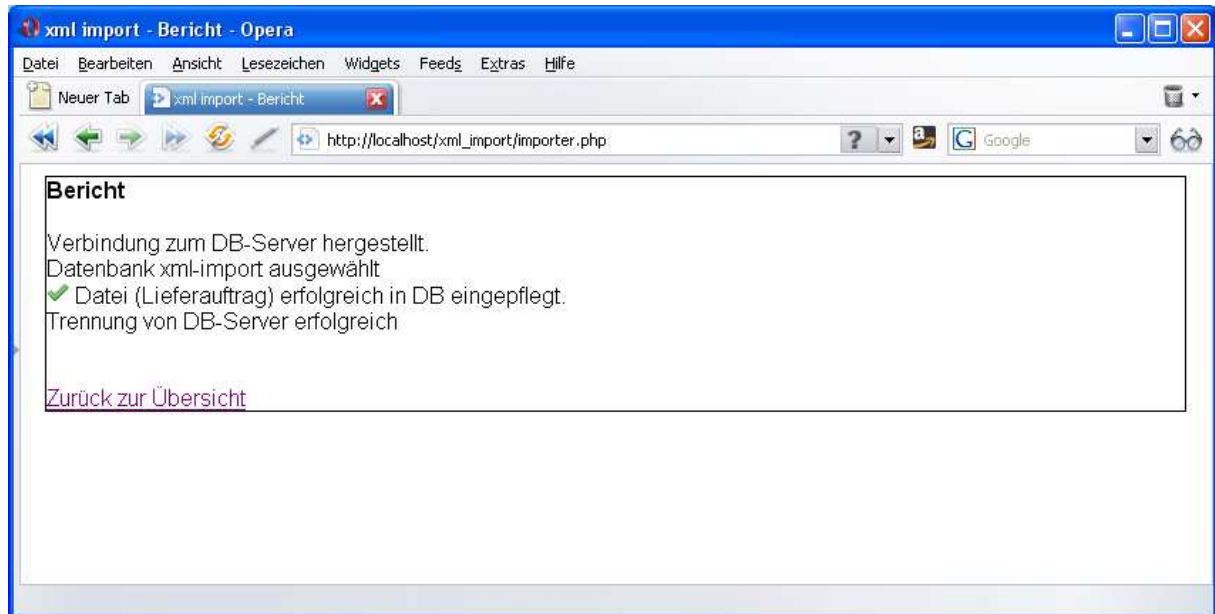 xml import - Bericht - Opera
Datei Bearbeiten Ansicht Lesezeichen Widgets Feeds Extras Hilfe
Neuer Tab xml import - Bericht
http://localhost/xml_import/importer.php ? a G Google
Bericht
Verbindung zum DB-Server hergestellt.
Datenbank xml-import ausgewählt
Datei (Lieferauftrag) erfolgreich in DB eingepflegt.
Trennung von DB-Server erfolgreich
Zurück zur Übersicht